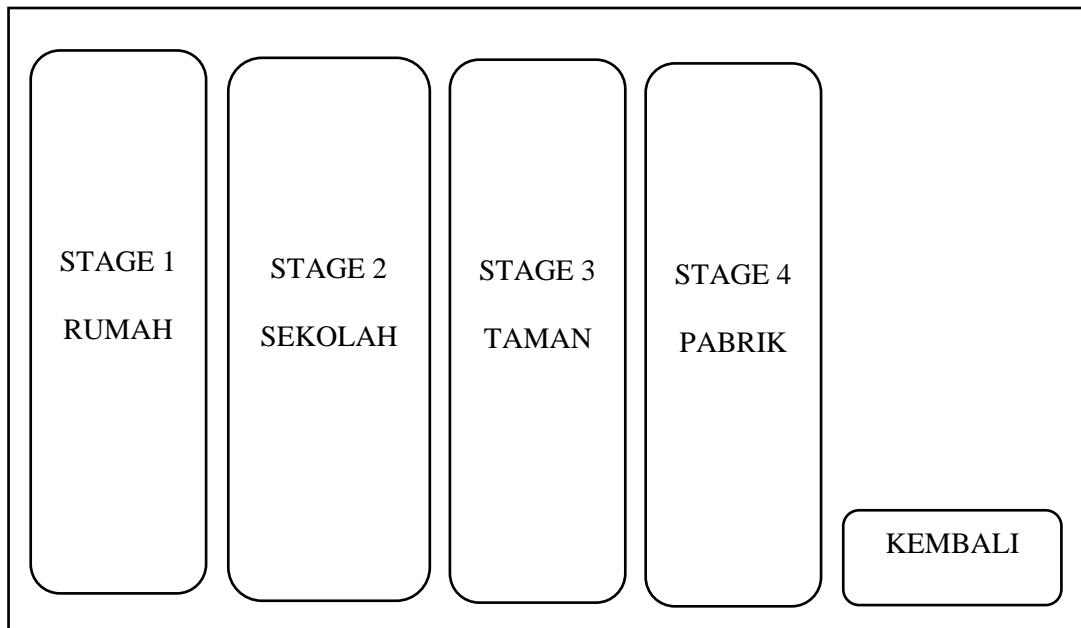 STAGE 1
RUMAH
STAGE 2
SEKOLAH
STAGE 3
TAMAN
STAGE 4
PABRIK
KEMBALI